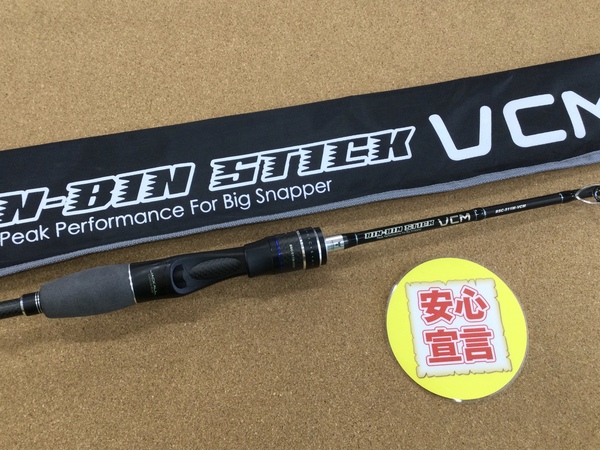 N-BIN STICK VCM
Peak Performance For Big Snapper
BIN-BIN STICK VCM
安心
宣言